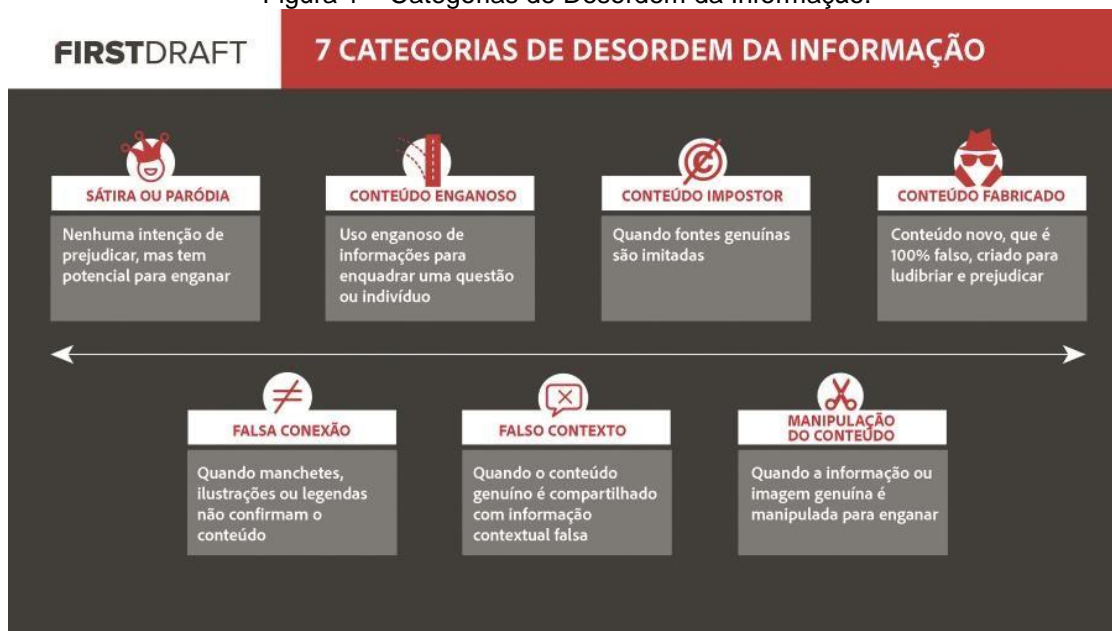 FIRSTDRAFT
7 CATEGORIAS DE DESORDEM DA INFORMAÇÃO
SÁTIRA OU PARÓDIA
Nenhuma intenção de
prejudicar, mas tem
potencial para enganar
CONTEÚDO ENGANOSO
Uso enganoso de
informações para
enquadrar uma questão
ou indivíduo
CONTEÚDO IMPOSTOR
Quando fontes genuínas
são imitadas
CONTEÚDO FABRICADO
Conteúdo novo, que é
100% falso, criado para
ludibriar e prejudicar
FALSA CONEXÃO
Quando manchetes,
ilustrações ou legendas
não confirmam o
conteúdo
FALSO CONTEXTO
Quando o conteúdo
genuíno é compartilhado
com informação
contextual falsa
MANIPULAÇÃO
DO CONTEÚDO
Quando a informação ou
imagem genuína é
manipulada para enganar